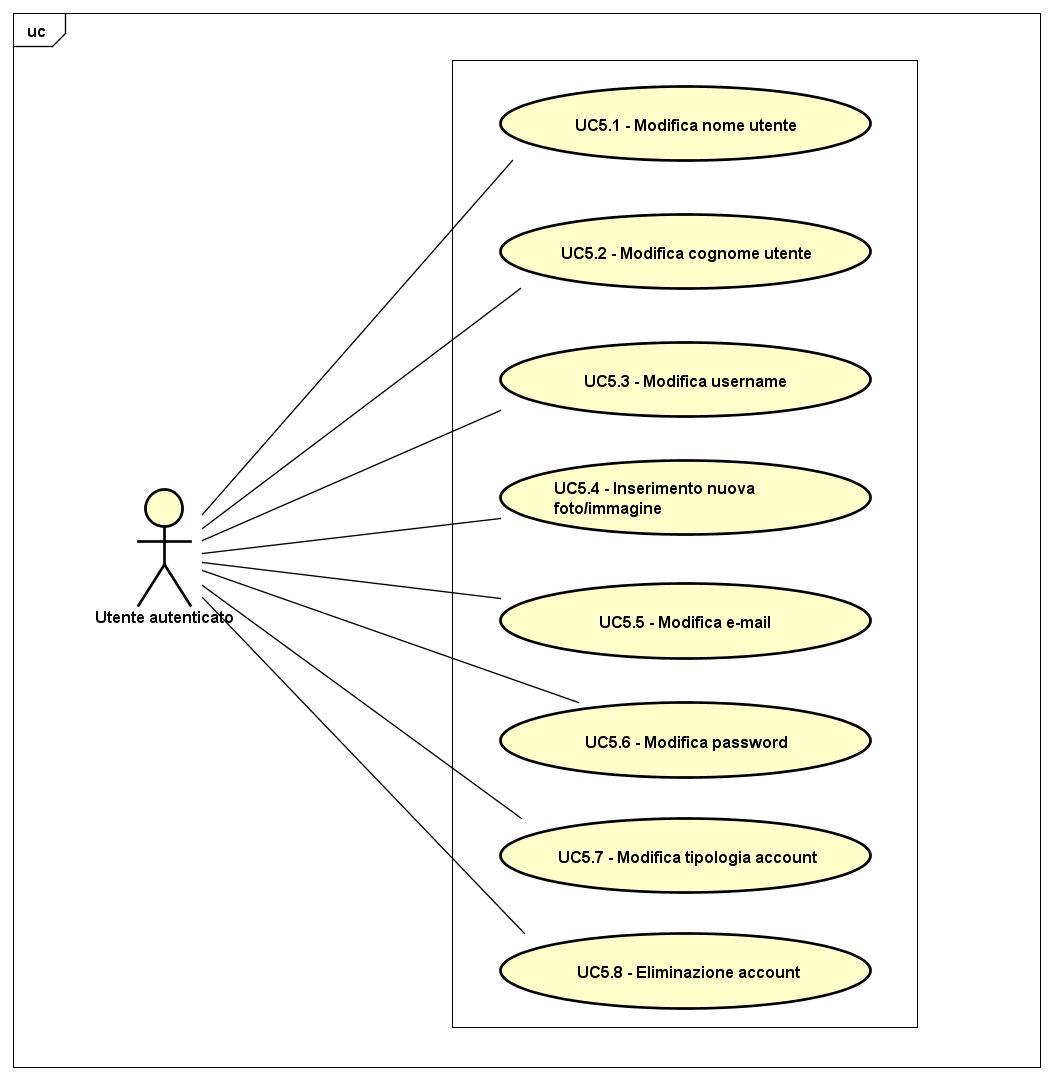 uc
UC5.1 - Modifica nome utente
UC5.2 - Modifica cognome utente
UC5.3 - Modifica username
UC5.4 - Inserimento nuova
foto/immagine
Utente autenticato
UC5.5 - Modifica e-mail
UC5.6 - Modifica password
UC5.7 - Modifica tipologia account
UC5.8 - Eliminazione account